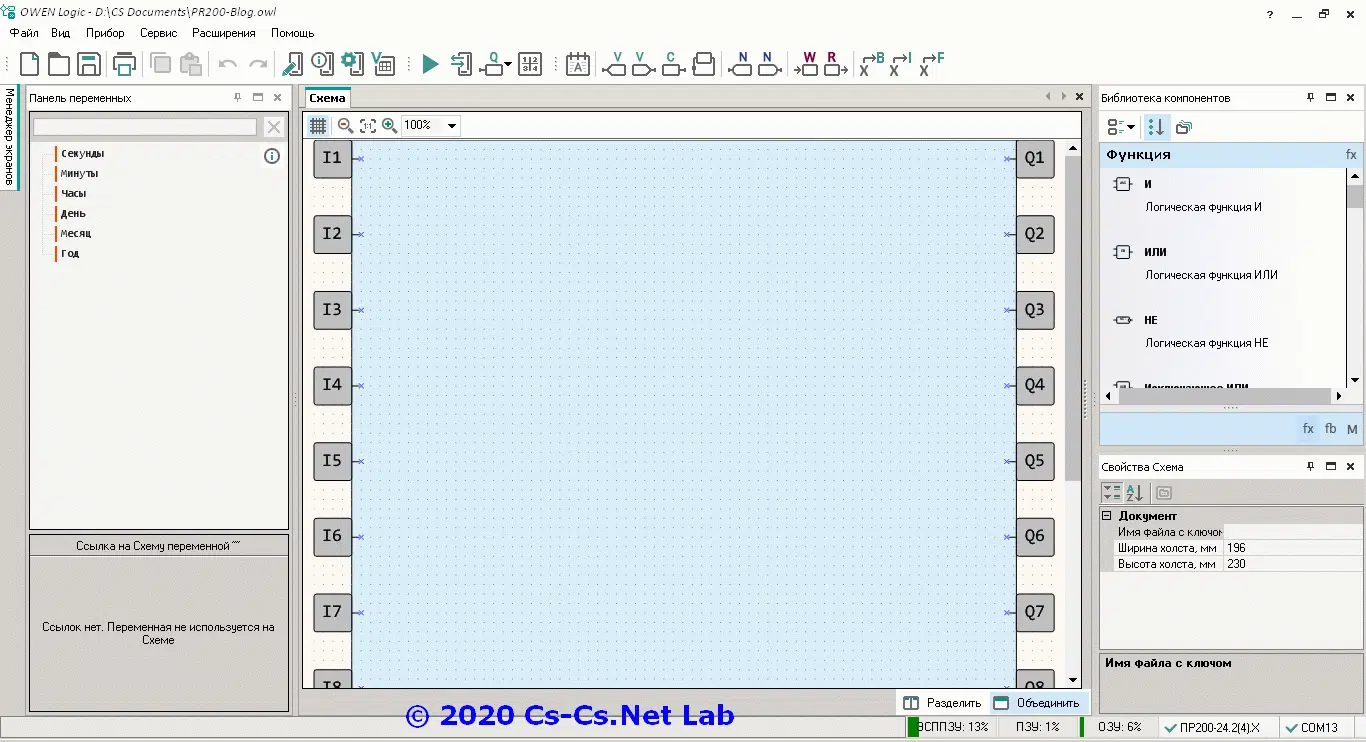 OWEN Logic - D:\CS Documents\PR200-Blog.owl
?
Файл Вид Прибор Сервис Расширения Помощь
Q V V C N N W R B I F
Менеджер экранов
Панель переменных
Секунды
Минуты
Часы
День
Месяц
Год
Ссылка на Схему переменной ""
Ссылок нет. Переменная не используется на
Схеме
Схема
1:1 100%
I1 Q1
I2 Q2
I3 Q3
I4 Q4
I5 Q5
I6 Q6
I7 Q7
I8 Q8
Разделить Объединить
Библиотека компонентов
Функция fx
И
Логическая функция И
ИЛИ
Логическая функция ИЛИ
НЕ
Логическая функция НЕ
Исключающее ИЛИ
fx fb M
Свойства Схема
Документ
Имя файла с ключом
Ширина холста, мм 196
Высота холста, мм 230
Имя файла с ключом
© 2020 Cs-Cs.Net Lab
ВСППЗУ: 13% ПЗУ: 1% ОЗУ: 6% ПР200-24.2(4).X COM13